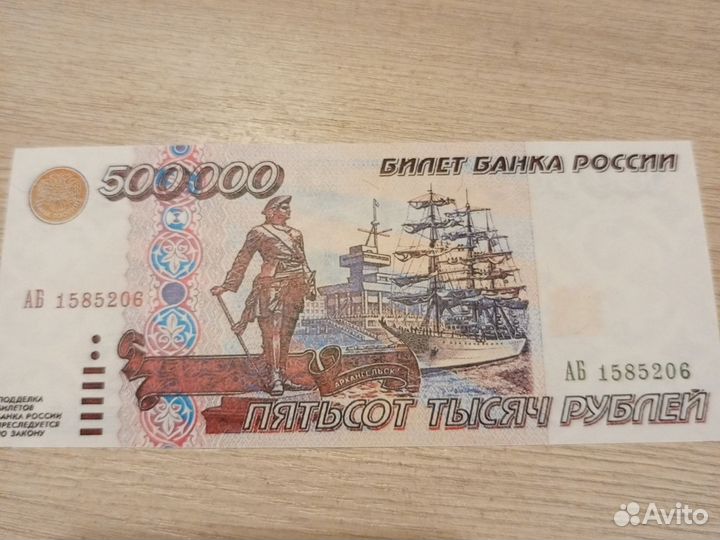 500000
БИЛЕТ БАНКА РОССИИ
АБ 1585206
АРХАНГЕЛЬСК
АБ 1585206
ПОДДЕЛКА
БИЛЕТОВ
БАНКА РОССИИ
ПРЕСЛЕДУЕТСЯ
ПО ЗАКОНУ
ПЯТЬСОТ ТЫСЯЧ РУБЛЕЙ
Avito